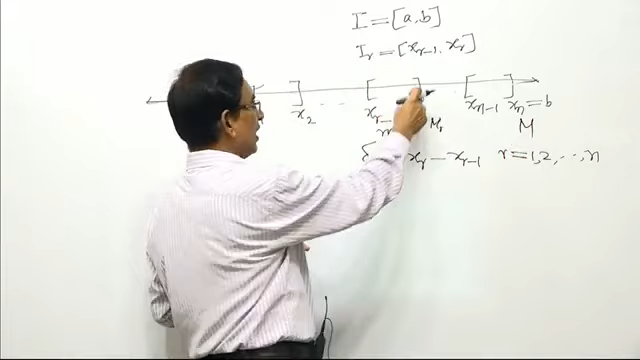 I = [a, b]
I_r = [x_{r-1}, x_r]
[ ] [ ] [ ]
x_2 ... x_{r-1} x_{n-1} x_n = b
m M_r M
x_r - x_{r-1} r = 1, 2, ..., n